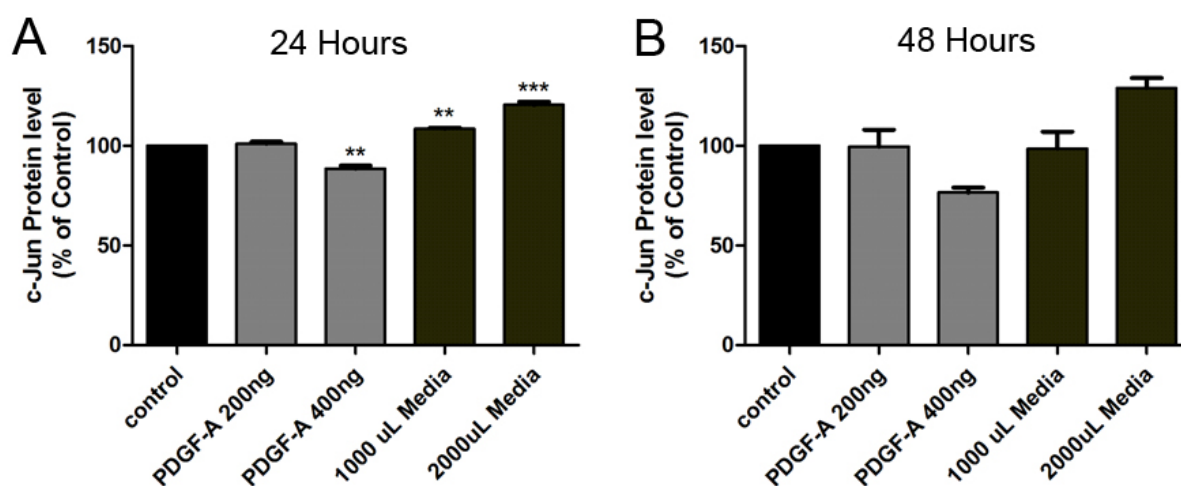 A
24 Hours
c-Jun Protein level
(% of Control)
150
100
50
0
**
**
***
control
PDGF-A 200ng
PDGF-A 400ng
1000 uL Media
2000uL Media
B
48 Hours
c-Jun Protein level
(% of Control)
150
100
50
0
control
PDGF-A 200ng
PDGF-A 400ng
1000 uL Media
2000uL Media